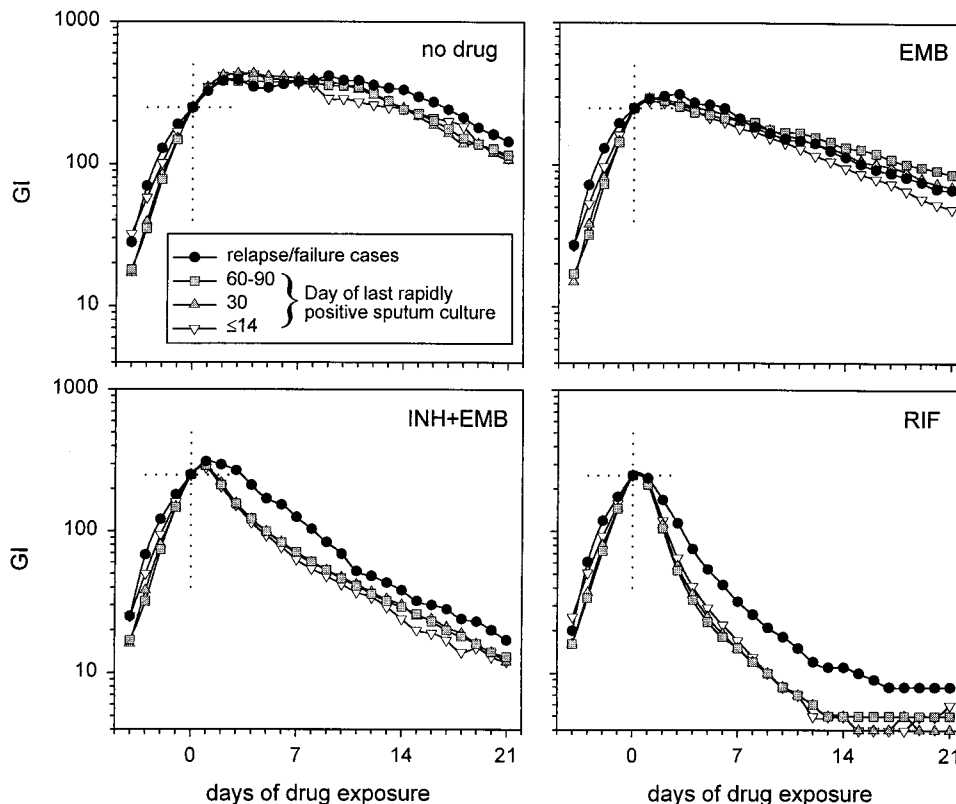 1000
100
10
GI
no drug
relapse/failure cases
60-90
30
≤14
} Day of last rapidly
positive sputum culture
EMB
1000
100
10
GI
INH+EMB
0 7 14 21
days of drug exposure
RIF
0 7 14 21
days of drug exposure